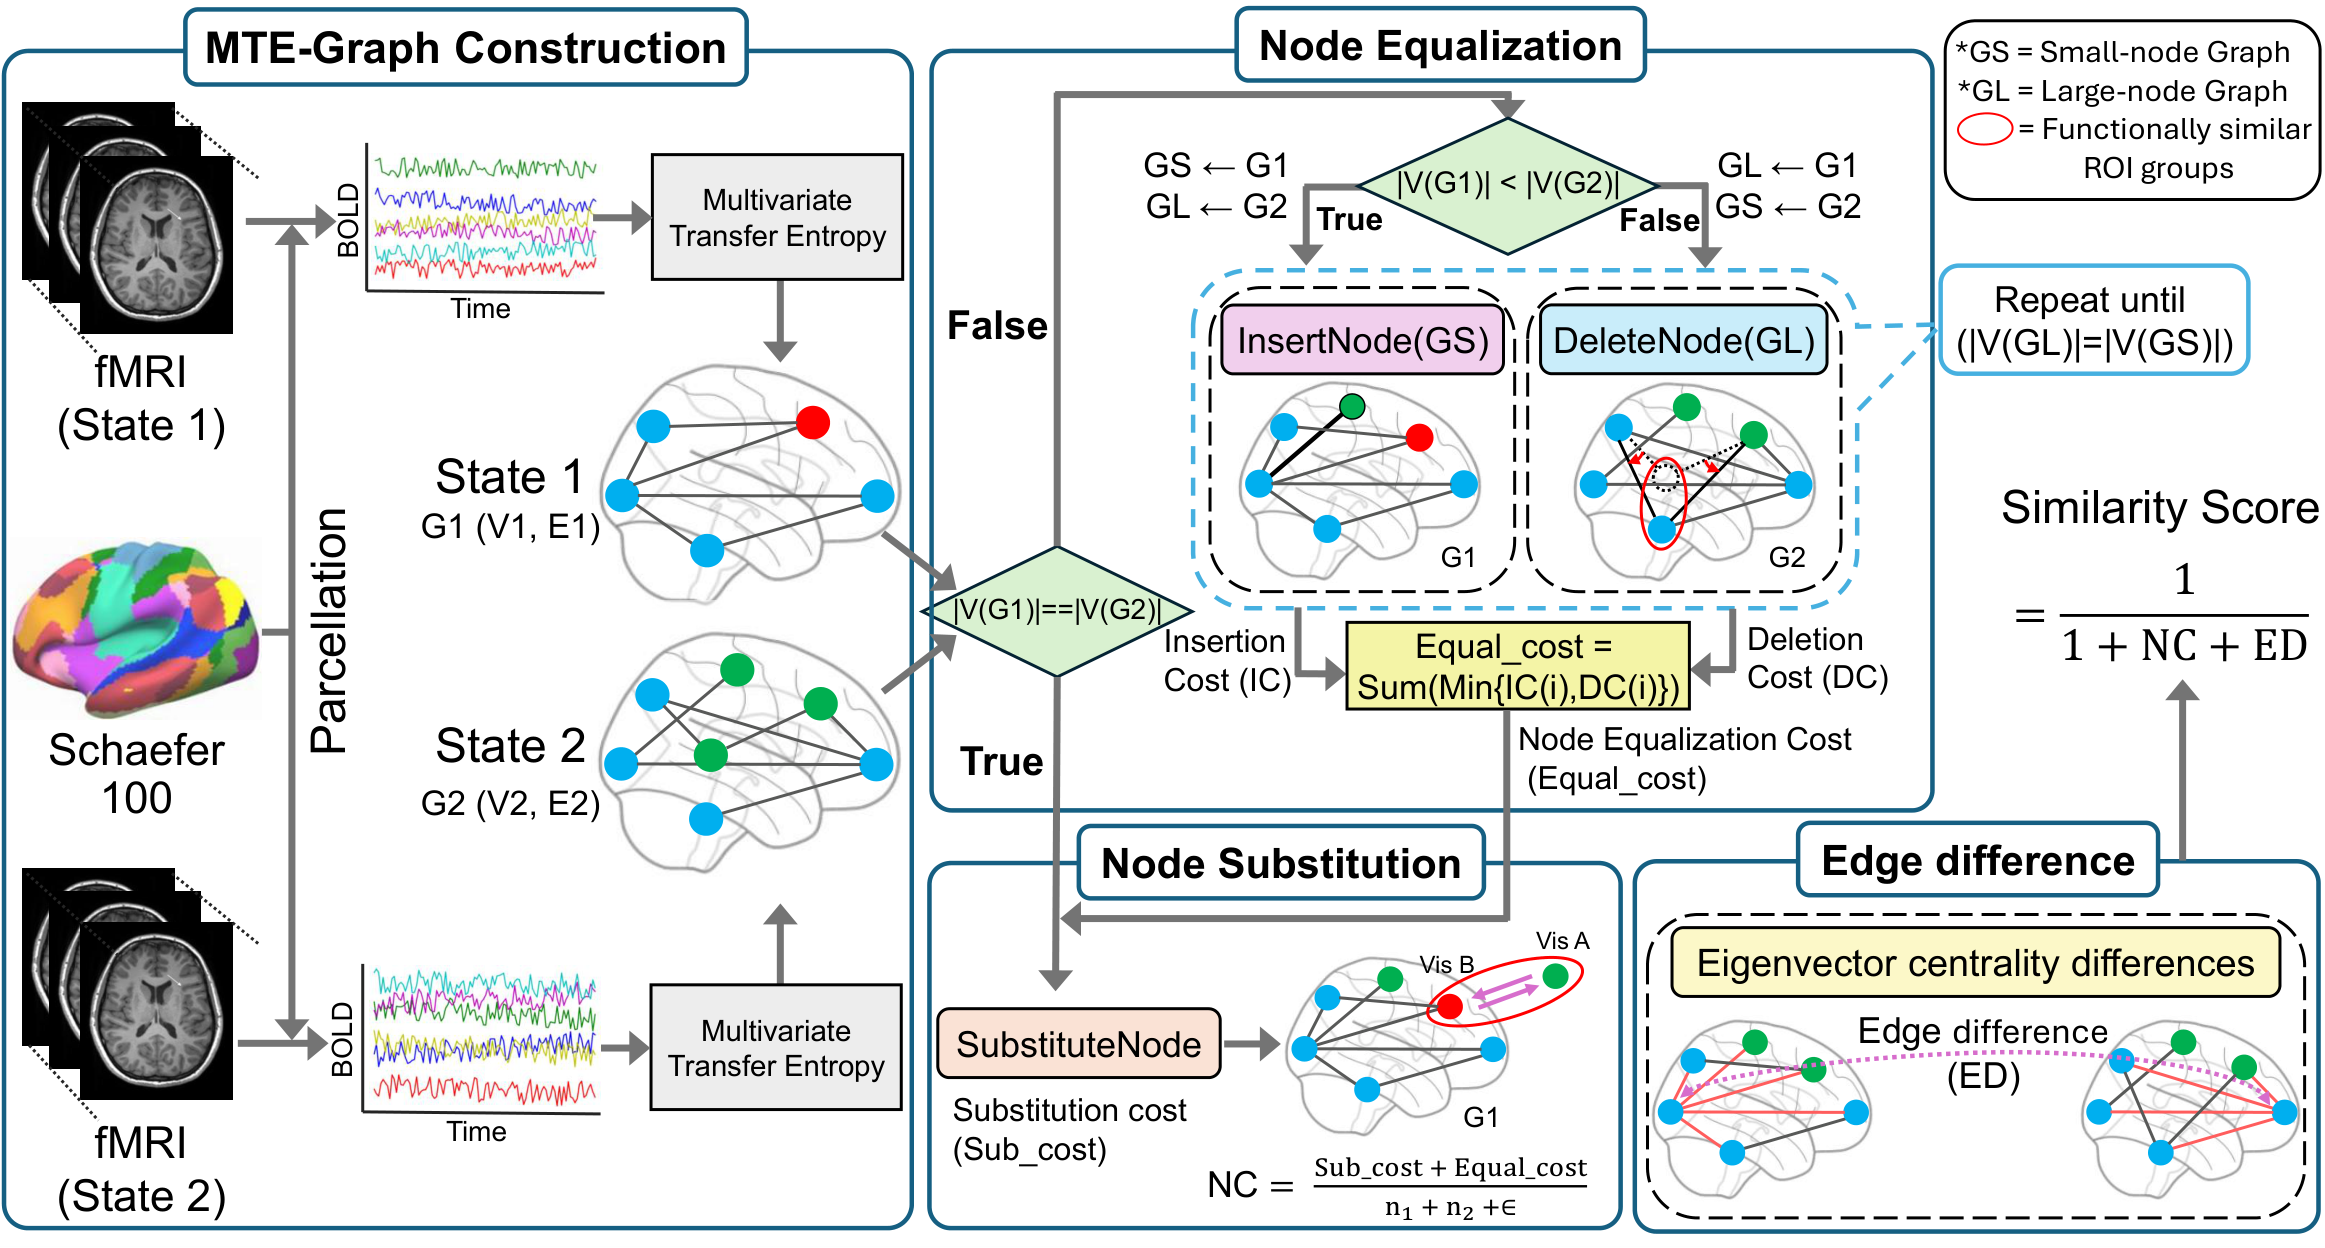 MTE-Graph Construction
fMRI
(State 1)
BOLD
Time
Multivariate
Transfer Entropy
State 1
G1 (V1, E1)
Schaefer
100
Parcellation
State 2
G2 (V2, E2)
fMRI
(State 2)
BOLD
Time
Multivariate
Transfer Entropy
Node Equalization
|V(G1)| < |V(G2)|
GS ← G1
GL ← G2
True
GL ← G1
GS ← G2
False
False
InsertNode(GS)
G1
DeleteNode(GL)
G2
Repeat until
(|V(GL)|=|V(GS)|)
|V(G1)|==|V(G2)|
Insertion
Cost (IC)
Equal_cost =
Sum(Min{IC(i),DC(i)})
Deletion
Cost (DC)
Node Equalization Cost
(Equal_cost)
True
Node Substitution
SubstituteNode
Substitution cost
(Sub_cost)
Vis B
Vis A
G1
NC = Sub_cost + Equal_cost
n₁ + n₂ +∈
Edge difference
Eigenvector centrality differences
Edge difference
(ED)
Similarity Score
= 1
1 + NC + ED
*GS = Small-node Graph
*GL = Large-node Graph
= Functionally similar
ROI groups